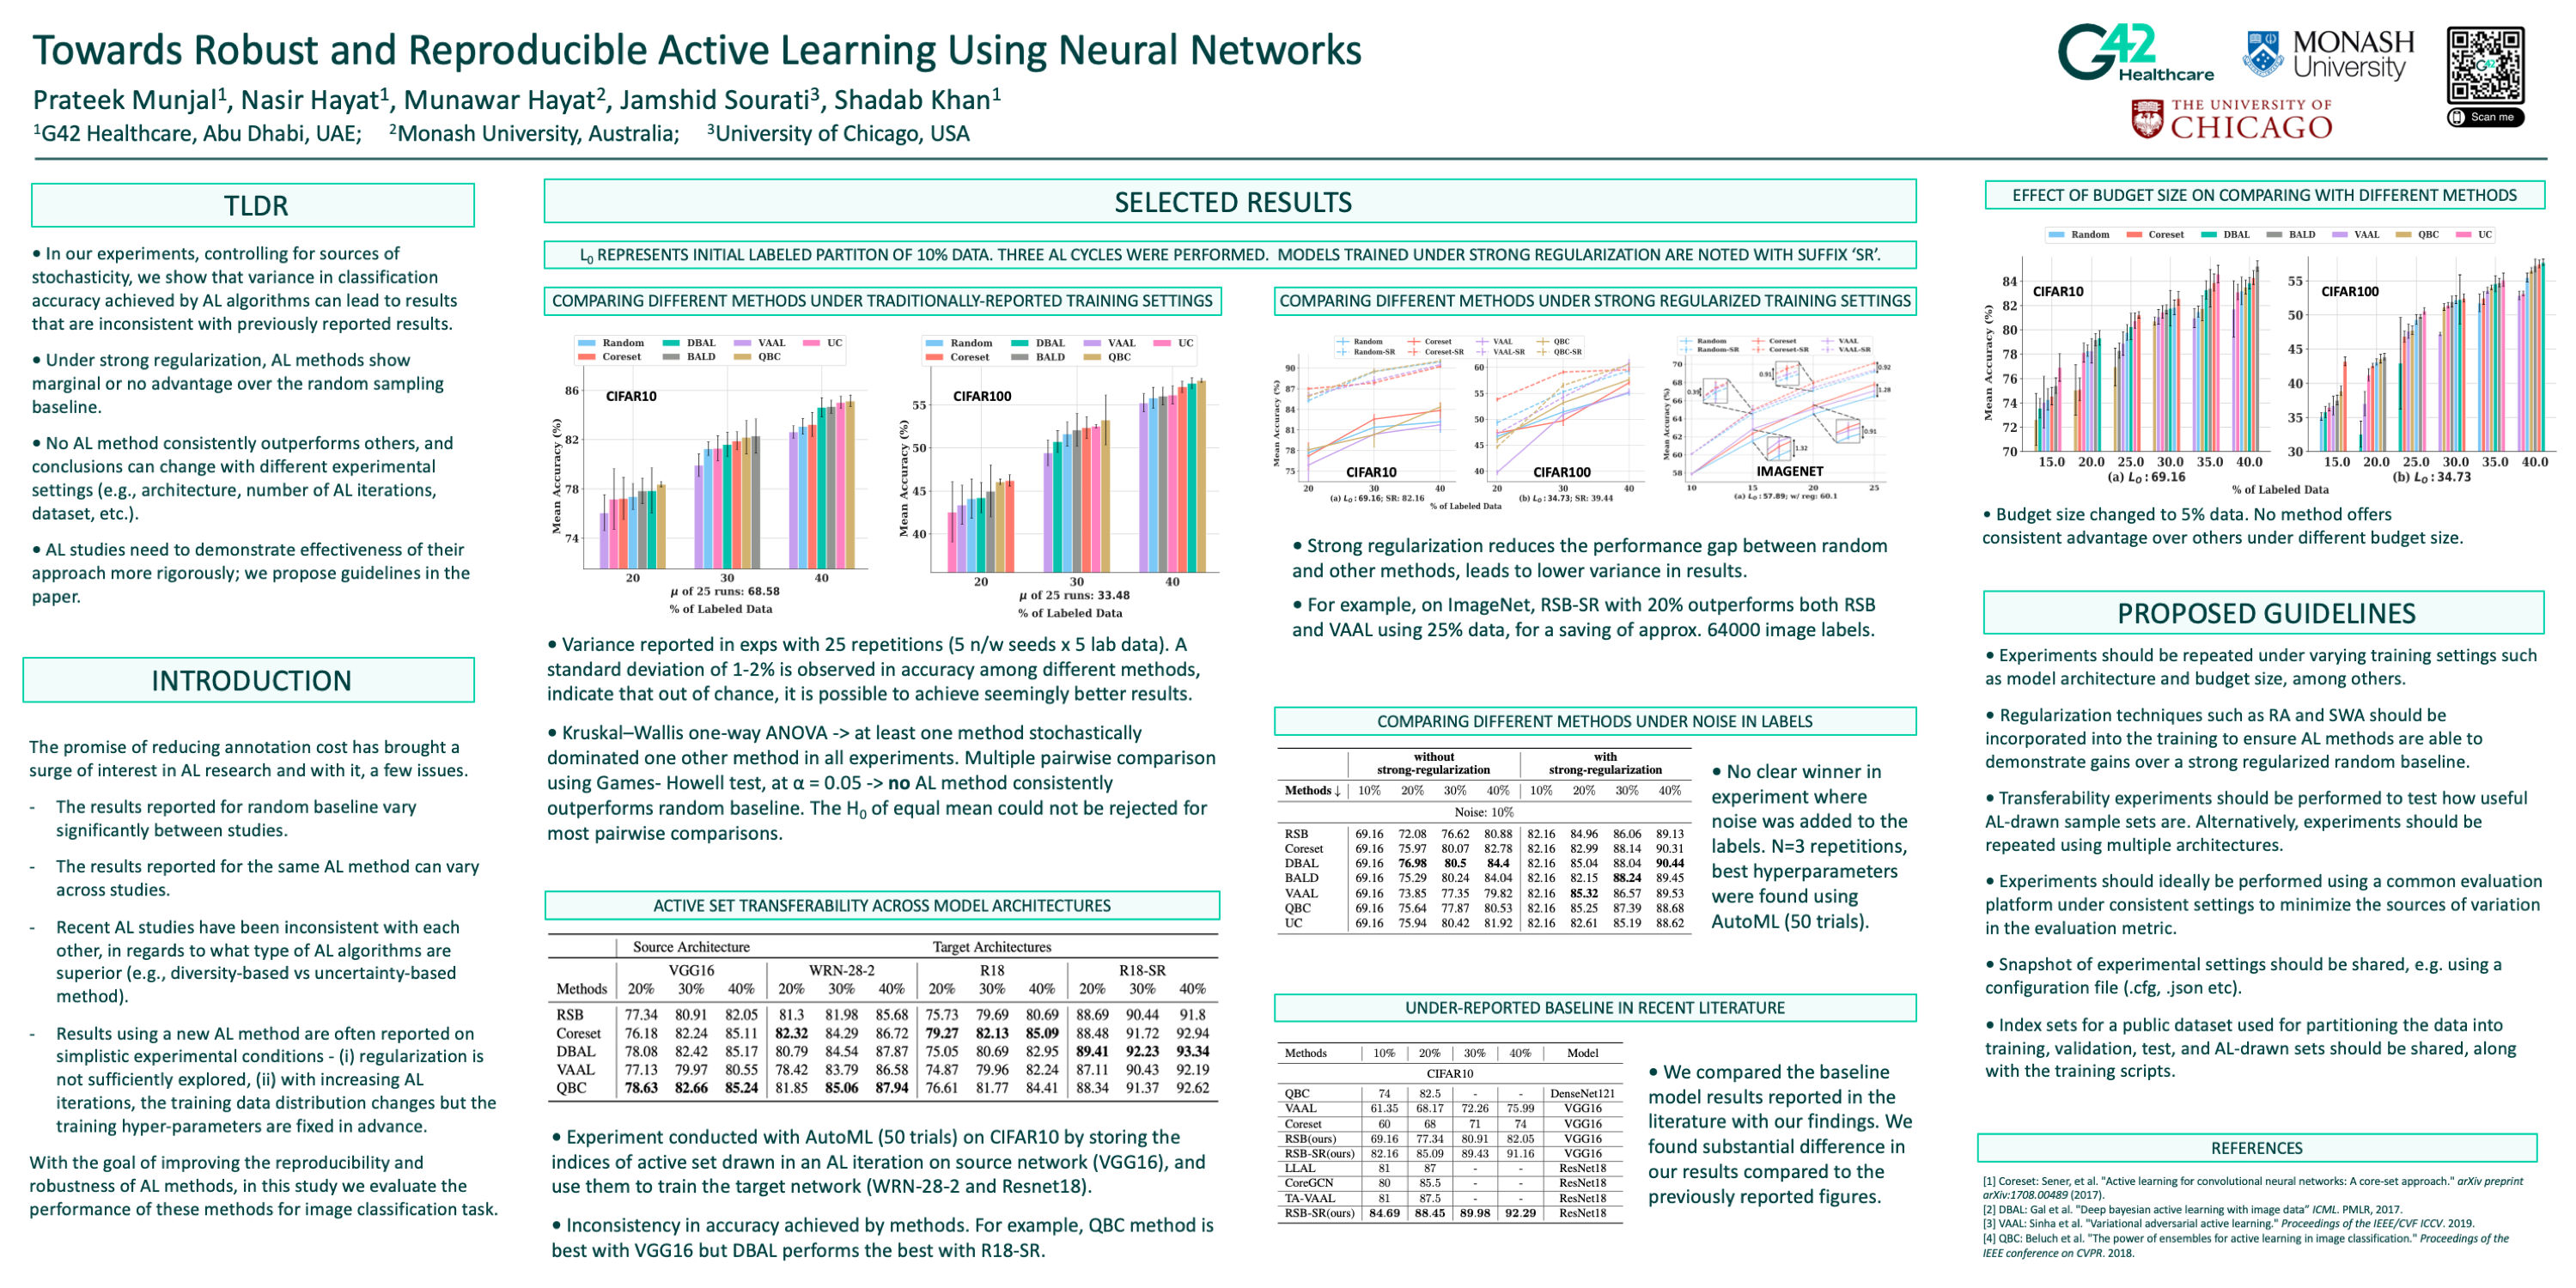 Towards Robust and Reproducible Active Learning Using Neural Networks
Prateek Munjal1, Nasir Hayat1, Munawar Hayat2, Jamshid Sourati3, Shadab Khan1
1G42 Healthcare, Abu Dhabi, UAE; 2Monash University, Australia; 3University of Chicago, USA
G42 Healthcare
MONASH University
THE UNIVERSITY OF CHICAGO
Scan me
TLDR
• In our experiments, controlling for sources of
stochasticity, we show that variance in classification
accuracy achieved by AL algorithms can lead to results
that are inconsistent with previously reported results.
• Under strong regularization, AL methods show
marginal or no advantage over the random sampling
baseline.
• No AL method consistently outperforms others, and
conclusions can change with different experimental
settings (e.g., architecture, number of AL iterations,
dataset, etc.).
• AL studies need to demonstrate effectiveness of their
approach more rigorously; we propose guidelines in the
paper.
INTRODUCTION
The promise of reducing annotation cost has brought a
surge of interest in AL research and with it, a few issues.
- The results reported for random baseline vary
significantly between studies.
- The results reported for the same AL method can vary
across studies.
- Recent AL studies have been inconsistent with each
other, in regards to what type of AL algorithms are
superior (e.g., diversity-based vs uncertainty-based
method).
- Results using a new AL method are often reported on
simplistic experimental conditions - (i) regularization is
not sufficiently explored, (ii) with increasing AL
iterations, the training data distribution changes but the
training hyper-parameters are fixed in advance.
With the goal of improving the reproducibility and
robustness of AL methods, in this study we evaluate the
performance of these methods for image classification task.
SELECTED RESULTS
L0 REPRESENTS INITIAL LABELED PARTITON OF 10% DATA. THREE AL CYCLES WERE PERFORMED. MODELS TRAINED UNDER STRONG REGULARIZATION ARE NOTED WITH SUFFIX ‘SR’.
COMPARING DIFFERENT METHODS UNDER TRADITIONALLY-REPORTED TRAINING SETTINGS
Random DBAL VAAL UC
Coreset BALD QBC
CIFAR10
Mean Accuracy (%)
86
82
78
74
20 30 40
μ of 25 runs: 68.58
% of Labeled Data
Random DBAL VAAL UC
Coreset BALD QBC
CIFAR100
Mean Accuracy (%)
55
50
45
40
20 30 40
μ of 25 runs: 33.48
% of Labeled Data
• Variance reported in exps with 25 repetitions (5 n/w seeds x 5 lab data). A
standard deviation of 1-2% is observed in accuracy among different methods,
indicate that out of chance, it is possible to achieve seemingly better results.
• Kruskal–Wallis one-way ANOVA -> at least one method stochastically
dominated one other method in all experiments. Multiple pairwise comparison
using Games- Howell test, at α = 0.05 -> no AL method consistently
outperforms random baseline. The H0 of equal mean could not be rejected for
most pairwise comparisons.
ACTIVE SET TRANSFERABILITY ACROSS MODEL ARCHITECTURES
Source Architecture Target Architectures
VGG16 WRN-28-2 R18 R18-SR
Methods 20% 30% 40% 20% 30% 40% 20% 30% 40% 20% 30% 40%
RSB 77.34 80.91 82.05 81.3 81.98 85.68 75.73 79.69 80.69 88.69 90.44 91.8
Coreset 76.18 82.24 85.11 82.32 84.29 86.72 79.27 82.13 85.09 88.48 91.72 92.94
DBAL 78.08 82.42 85.17 80.79 84.54 87.87 75.05 80.69 82.95 89.41 92.23 93.34
VAAL 77.13 79.97 80.55 78.42 83.79 86.58 74.87 79.96 82.24 87.11 90.43 92.19
QBC 78.63 82.66 85.24 81.85 85.06 87.94 76.61 81.77 84.41 88.34 91.37 92.62
• Experiment conducted with AutoML (50 trials) on CIFAR10 by storing the
indices of active set drawn in an AL iteration on source network (VGG16), and
use them to train the target network (WRN-28-2 and Resnet18).
• Inconsistency in accuracy achieved by methods. For example, QBC method is
best with VGG16 but DBAL performs the best with R18-SR.
COMPARING DIFFERENT METHODS UNDER STRONG REGULARIZED TRAINING SETTINGS
Random Coreset VAAL QBC
Random-SR Coreset-SR VAAL-SR QBC-SR
Mean Accuracy (%)
90
87
84
81
78
75
CIFAR10
20 30 40
(a) L0: 69.16; SR: 82.16
60
55
50
45
40
CIFAR100
20 30 40
(b) L0: 34.73; SR: 39.44
% of Labeled Data
Random Coreset VAAL
Random-SR Coreset-SR VAAL-SR
Mean Accuracy (%)
70
68
66
64
62
60
58
0.91
0.92
1.28
0.91
1.32
IMAGENET
10 15 20 25
(a) L0: 57.89; w/ reg: 60.1
• Strong regularization reduces the performance gap between random
and other methods, leads to lower variance in results.
• For example, on ImageNet, RSB-SR with 20% outperforms both RSB
and VAAL using 25% data, for a saving of approx. 64000 image labels.
COMPARING DIFFERENT METHODS UNDER NOISE IN LABELS
without strong-regularization with strong-regularization
Methods ↓ 10% 20% 30% 40% 10% 20% 30% 40%
Noise: 10%
RSB 69.16 72.08 76.62 80.88 82.16 84.96 86.06 89.13
Coreset 69.16 75.97 80.07 82.78 82.16 82.99 88.14 90.31
DBAL 69.16 76.98 80.5 84.4 82.16 85.04 88.04 90.44
BALD 69.16 75.29 80.24 84.04 82.16 82.15 88.24 89.45
VAAL 69.16 73.85 77.35 79.82 82.16 85.32 86.57 89.53
QBC 69.16 75.64 77.87 80.53 82.16 85.25 87.39 88.68
UC 69.16 75.94 80.42 81.92 82.16 82.61 85.19 88.62
• No clear winner in
experiment where
noise was added to the
labels. N=3 repetitions,
best hyperparameters
were found using
AutoML (50 trials).
UNDER-REPORTED BASELINE IN RECENT LITERATURE
Methods 10% 20% 30% 40% Model
CIFAR10
QBC 74 82.5 - - DenseNet121
VAAL 61.35 68.17 72.26 75.99 VGG16
Coreset 60 68 71 74 VGG16
RSB(ours) 69.16 77.34 80.91 82.05 VGG16
RSB-SR(ours) 82.16 85.09 89.43 91.16 VGG16
LLAL 81 87 - - ResNet18
CoreGCN 80 85.5 - - ResNet18
TA-VAAL 81 87.5 - - ResNet18
RSB-SR(ours) 84.69 88.45 89.98 92.29 ResNet18
• We compared the baseline
model results reported in the
literature with our findings. We
found substantial difference in
our results compared to the
previously reported figures.
EFFECT OF BUDGET SIZE ON COMPARING WITH DIFFERENT METHODS
Random Coreset DBAL BALD VAAL QBC UC
Mean Accuracy (%)
84
82
80
78
76
74
72
70
CIFAR10
15.0 20.0 25.0 30.0 35.0 40.0
(a) L0: 69.16
55
50
45
40
35
30
CIFAR100
15.0 20.0 25.0 30.0 35.0 40.0
(b) L0: 34.73
% of Labeled Data
• Budget size changed to 5% data. No method offers
consistent advantage over others under different budget size.
PROPOSED GUIDELINES
• Experiments should be repeated under varying training settings such
as model architecture and budget size, among others.
• Regularization techniques such as RA and SWA should be
incorporated into the training to ensure AL methods are able to
demonstrate gains over a strong regularized random baseline.
• Transferability experiments should be performed to test how useful
AL-drawn sample sets are. Alternatively, experiments should be
repeated using multiple architectures.
• Experiments should ideally be performed using a common evaluation
platform under consistent settings to minimize the sources of variation
in the evaluation metric.
• Snapshot of experimental settings should be shared, e.g. using a
configuration file (.cfg, .json etc).
• Index sets for a public dataset used for partitioning the data into
training, validation, test, and AL-drawn sets should be shared, along
with the training scripts.
REFERENCES
[1] Coreset: Sener, et al. "Active learning for convolutional neural networks: A core-set approach." arXiv preprint
arXiv:1708.00489 (2017).
[2] DBAL: Gal et al. "Deep bayesian active learning with image data” ICML. PMLR, 2017.
[3] VAAL: Sinha et al. "Variational adversarial active learning." Proceedings of the IEEE/CVF ICCV. 2019.
[4] QBC: Beluch et al. "The power of ensembles for active learning in image classification." Proceedings of the
IEEE conference on CVPR. 2018.